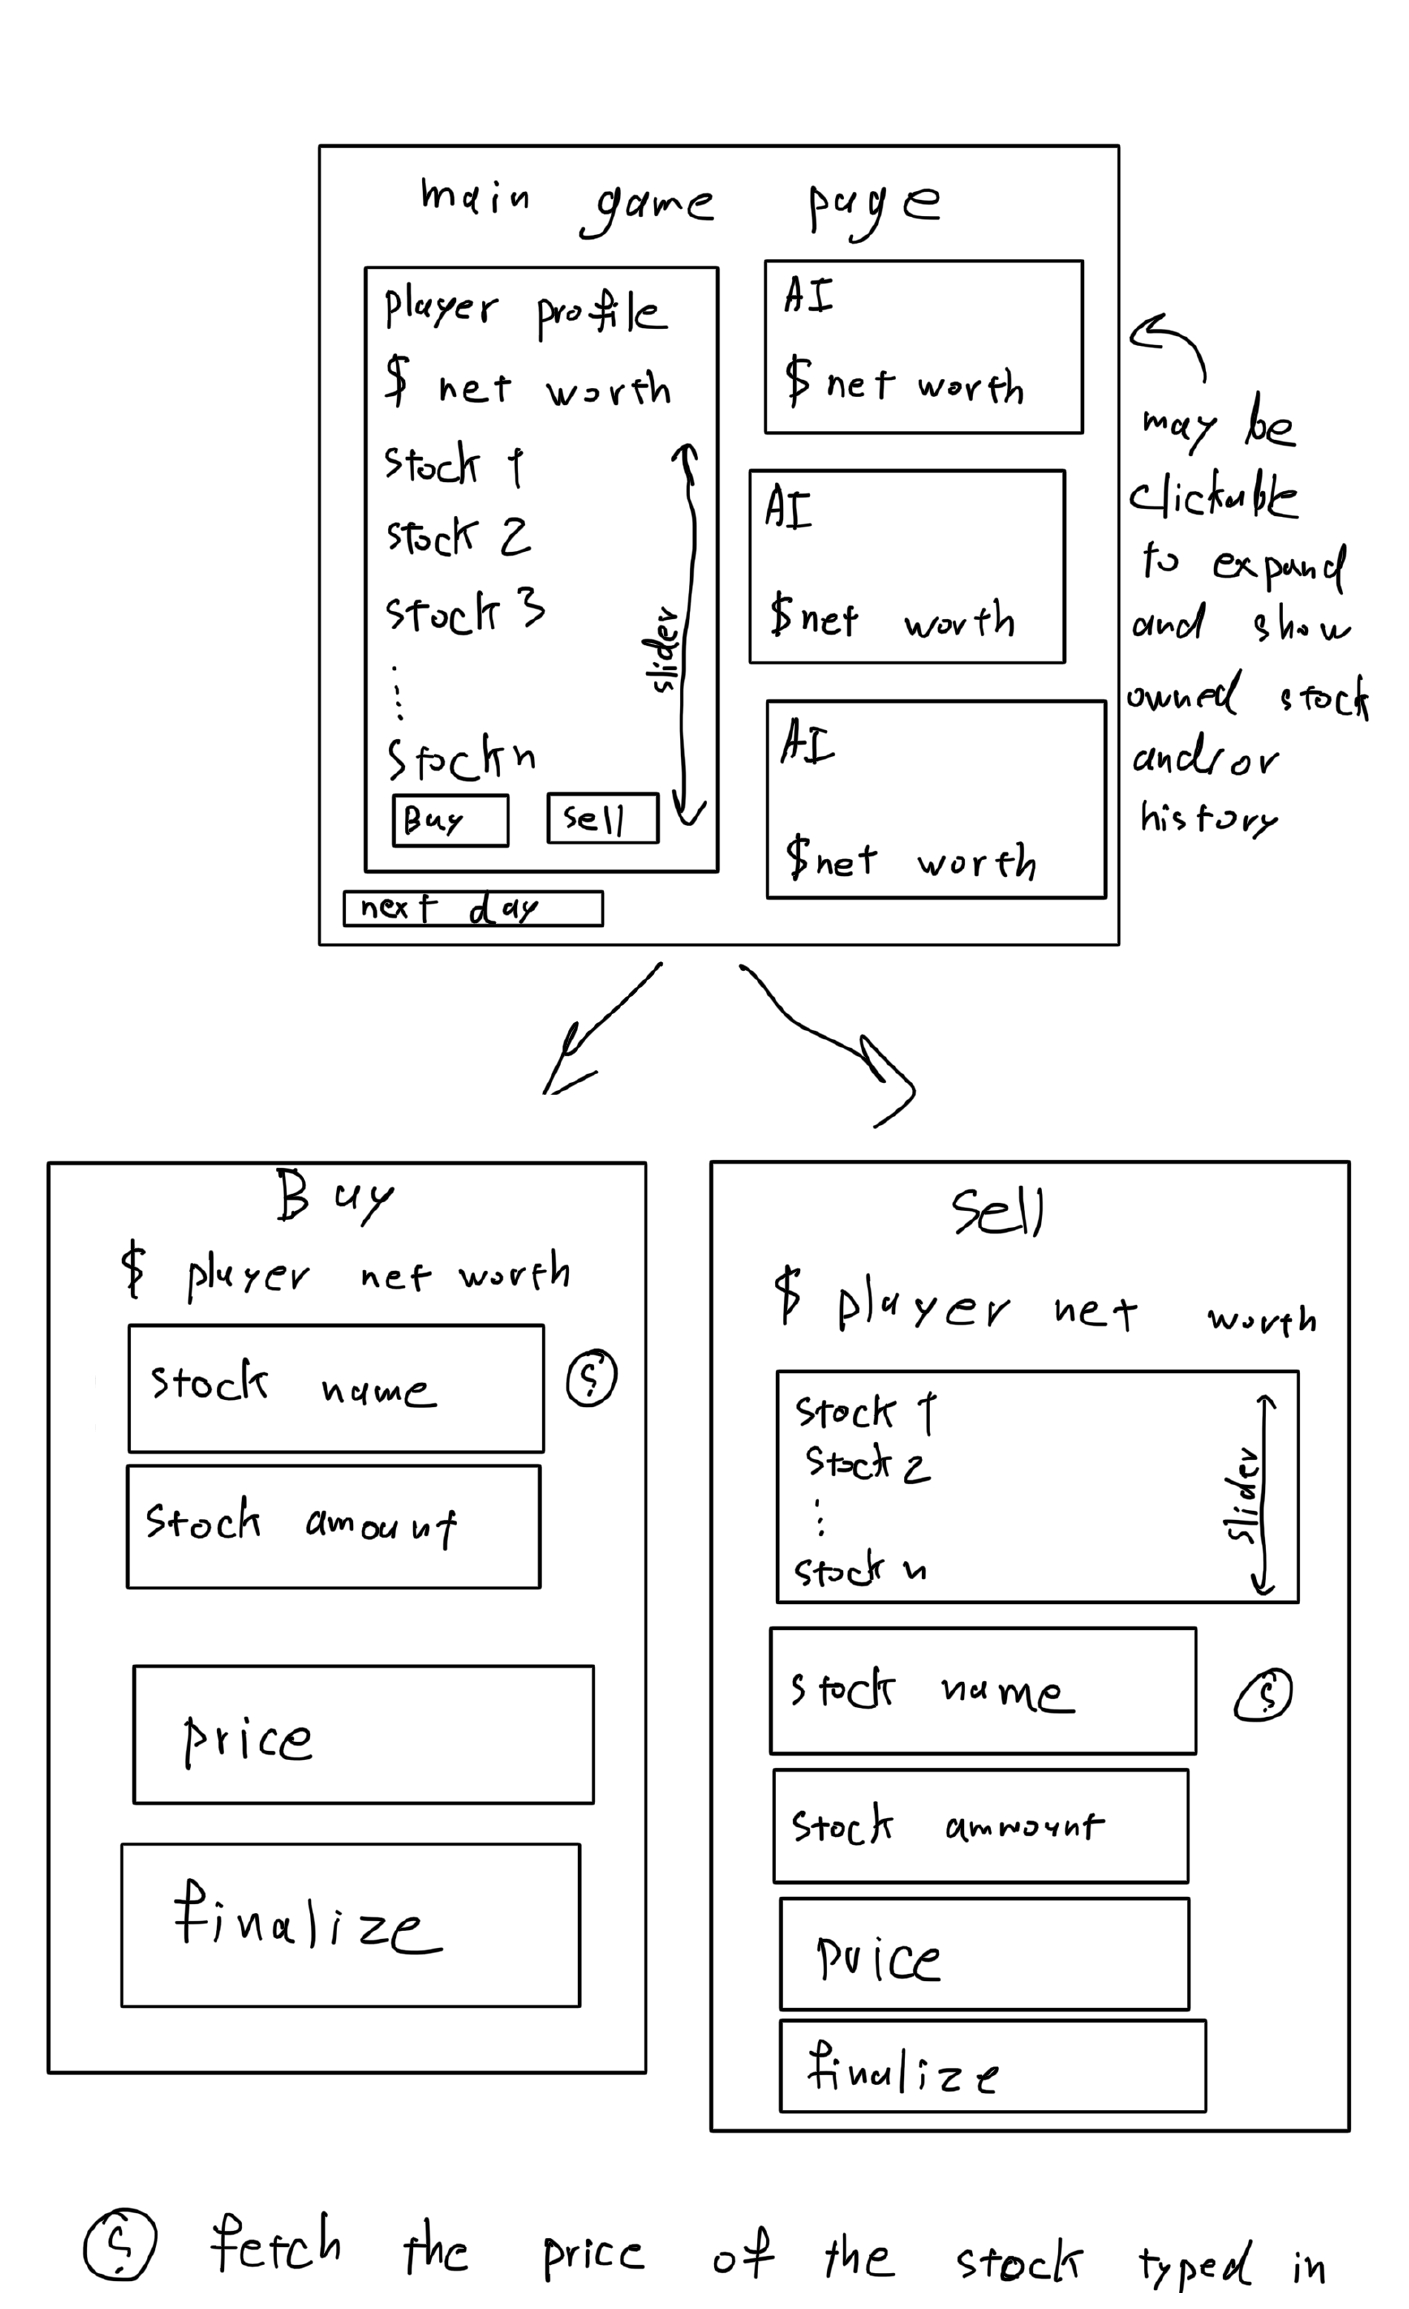 main game page
player profile
$ net worth
stock 1
stock 2
stock 3
stock n
slider
Buy
Sell
next day
AI
$ net worth
AI
$ net worth
AI
$ net worth
may be
clickable
to expand
and show
owned stock
and/or
history
Buy
$ player net worth
stock name
stock amount
price
finalize
Sell
$ player net worth
stock 1
stock 2
⋮
stock n
slider
stock name
stock ammount
price
finalize
fetch the price of the stock typed in